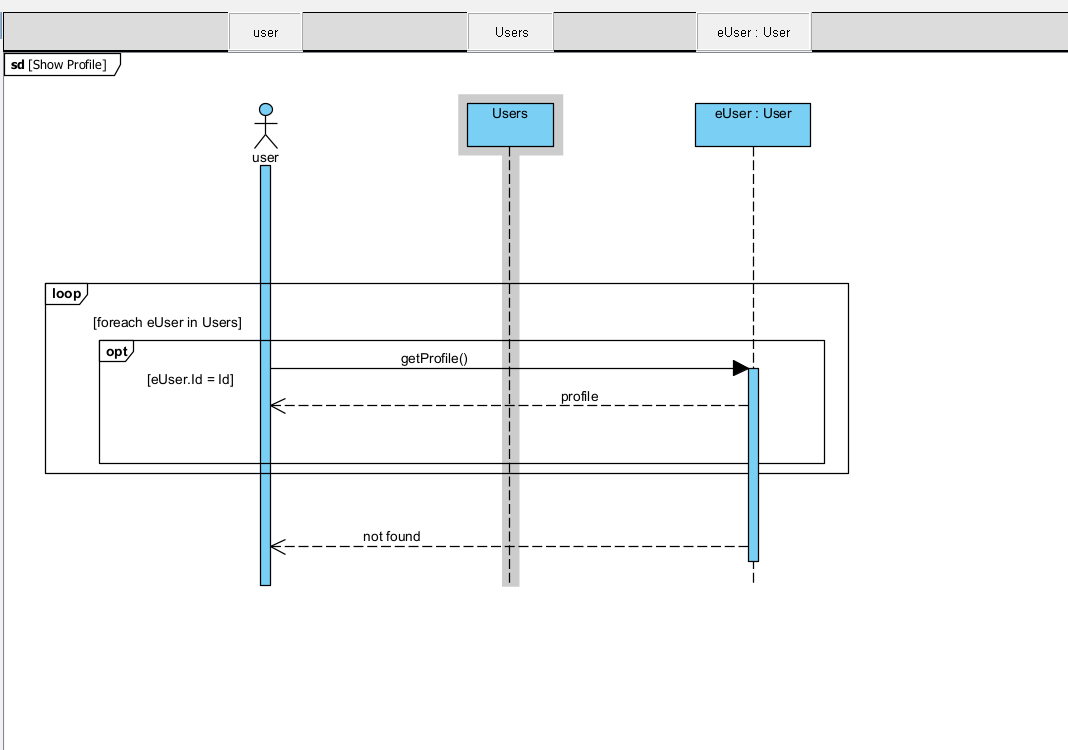 user
Users
eUser : User
sd [Show Profile]
Users
eUser : User
user
loop
[foreach eUser in Users]
opt
getProfile()
[eUser.Id = Id]
profile
not found